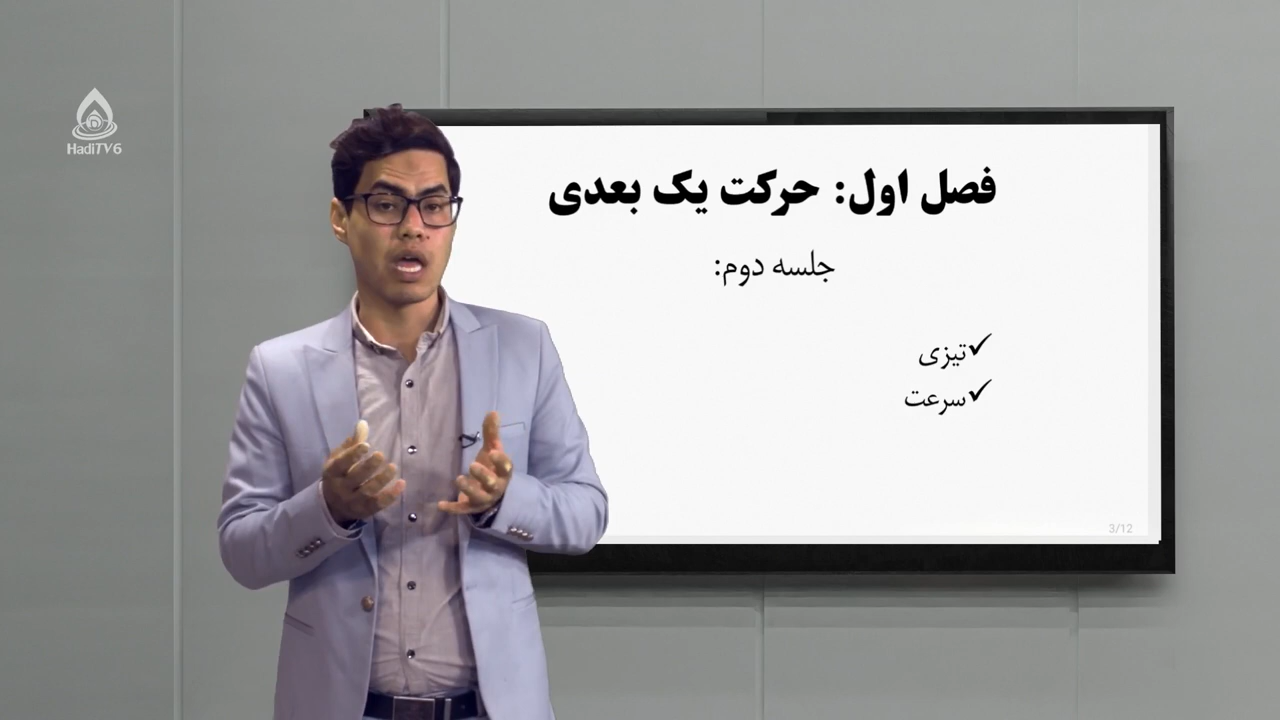 HadiTV6
فصل اول: حرکت یک بعدی
جلسه دوم:
✓تیزی
✓سرعت
3/12